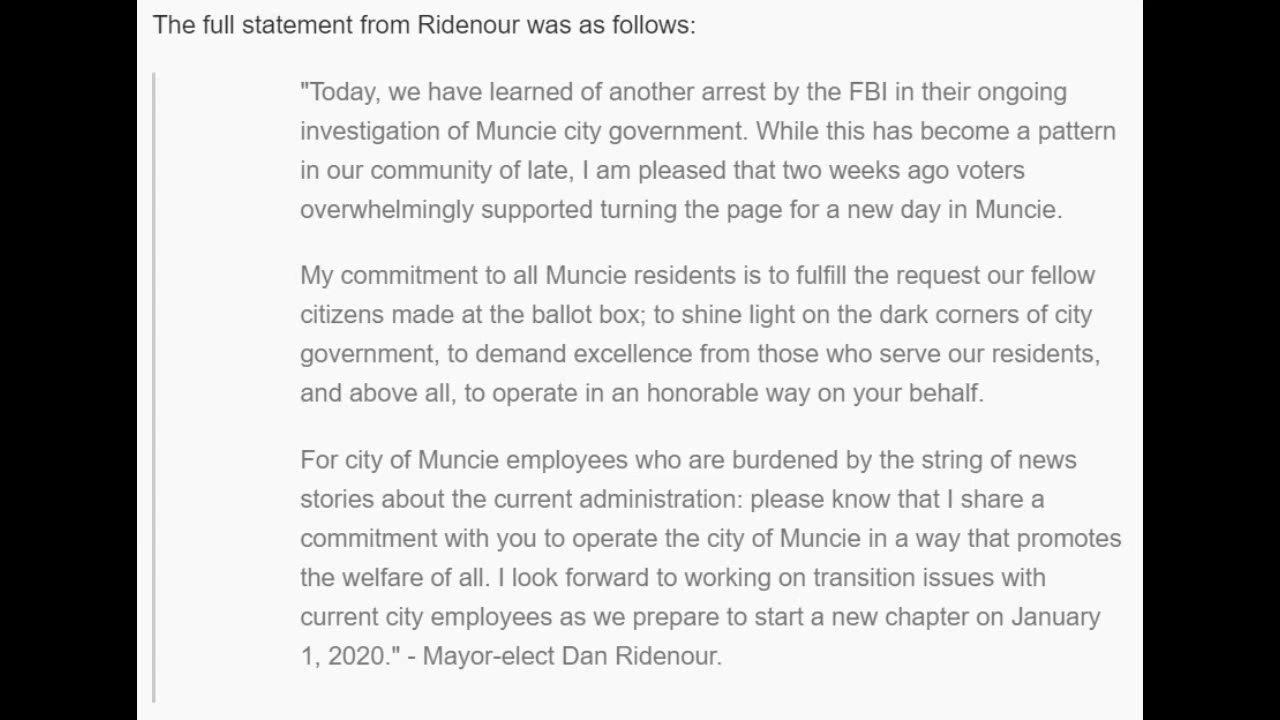 The full statement from Ridenour was as follows:
"Today, we have learned of another arrest by the FBI in their ongoing
investigation of Muncie city government. While this has become a pattern
in our community of late, I am pleased that two weeks ago voters
overwhelmingly supported turning the page for a new day in Muncie.
My commitment to all Muncie residents is to fulfill the request our fellow
citizens made at the ballot box; to shine light on the dark corners of city
government, to demand excellence from those who serve our residents,
and above all, to operate in an honorable way on your behalf.
For city of Muncie employees who are burdened by the string of news
stories about the current administration: please know that I share a
commitment with you to operate the city of Muncie in a way that promotes
the welfare of all. I look forward to working on transition issues with
current city employees as we prepare to start a new chapter on January
1, 2020." - Mayor-elect Dan Ridenour.